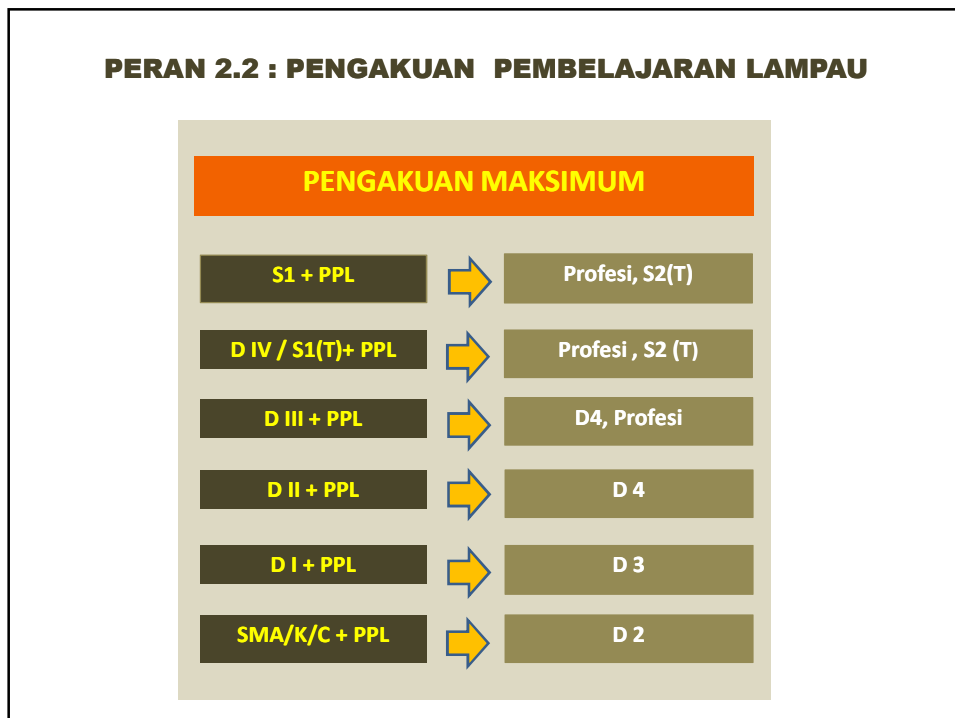 PERAN 2.2 : PENGAKUAN PEMBELAJARAN LAMPAU
PENGAKUAN MAKSIMUM
S1 + PPL
Profesi, S2(T)
D IV / S1(T)+ PPL
Profesi , S2 (T)
D III + PPL
D4, Profesi
D II + PPL
D 4
D I + PPL
D 3
SMA/K/C + PPL
D 2